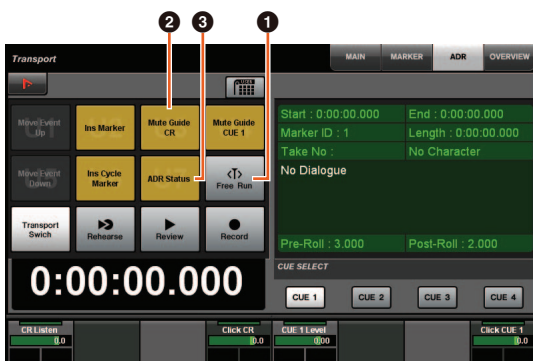 2 3 1
Transport MAIN MARKER ADR OVERVIEW
Move Event Up Ins Marker Mute Guide CR Mute Guide CUE 1
Move Event Down Ins Cycle Marker ADR Status Free Run
Transport Swich Rehearse Review Record
0:00:00.000
Start : 0:00:00.000 End : 0:00:00.000
Marker ID : 1 Length : 0:00:00.000
Take No : No Character
No Dialogue
Pre-Roll : 3.000 Post-Roll : 2.000
CUE SELECT
CUE 1 CUE 2 CUE 3 CUE 4
CR Listen Click CR CUE 1 Level Click CUE 1
0.0 0.0 0.00 0.0